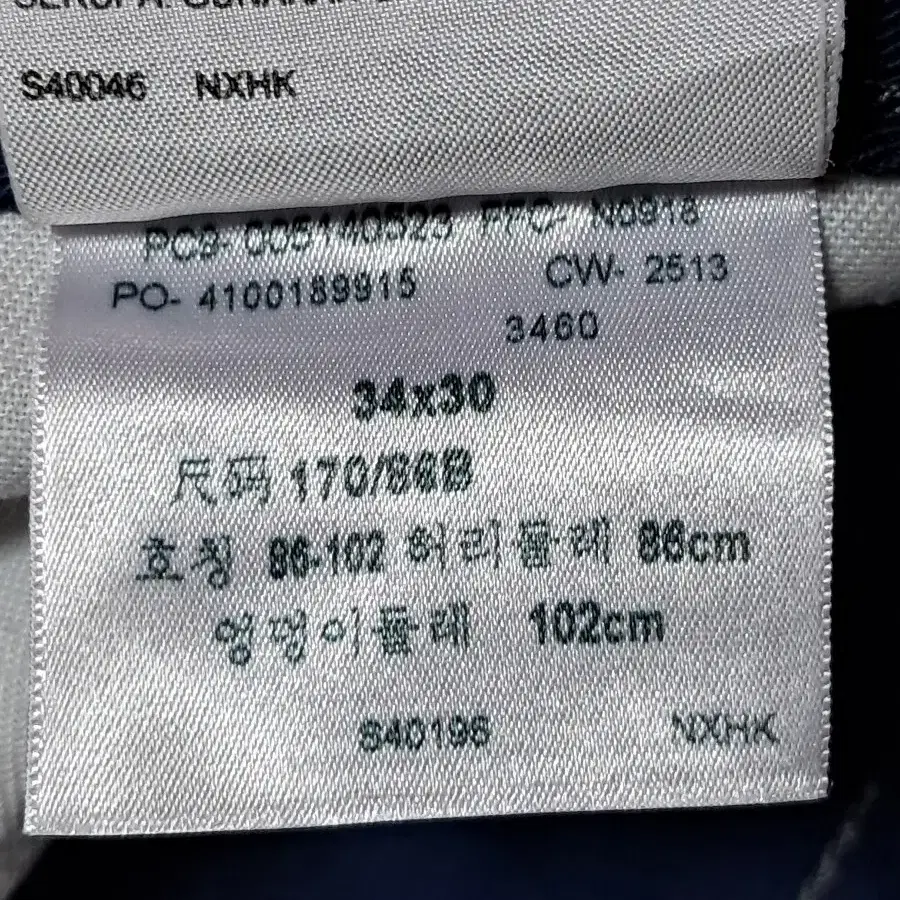 S40046 NXHK
PC9- 005140523 PFC- N6918
PO- 4100189915 CW- 2513
3460
34x30
尺码 170/86B
호칭 86-102 허리둘레 86cm
엉덩이둘레 102cm
S40196 NXHK